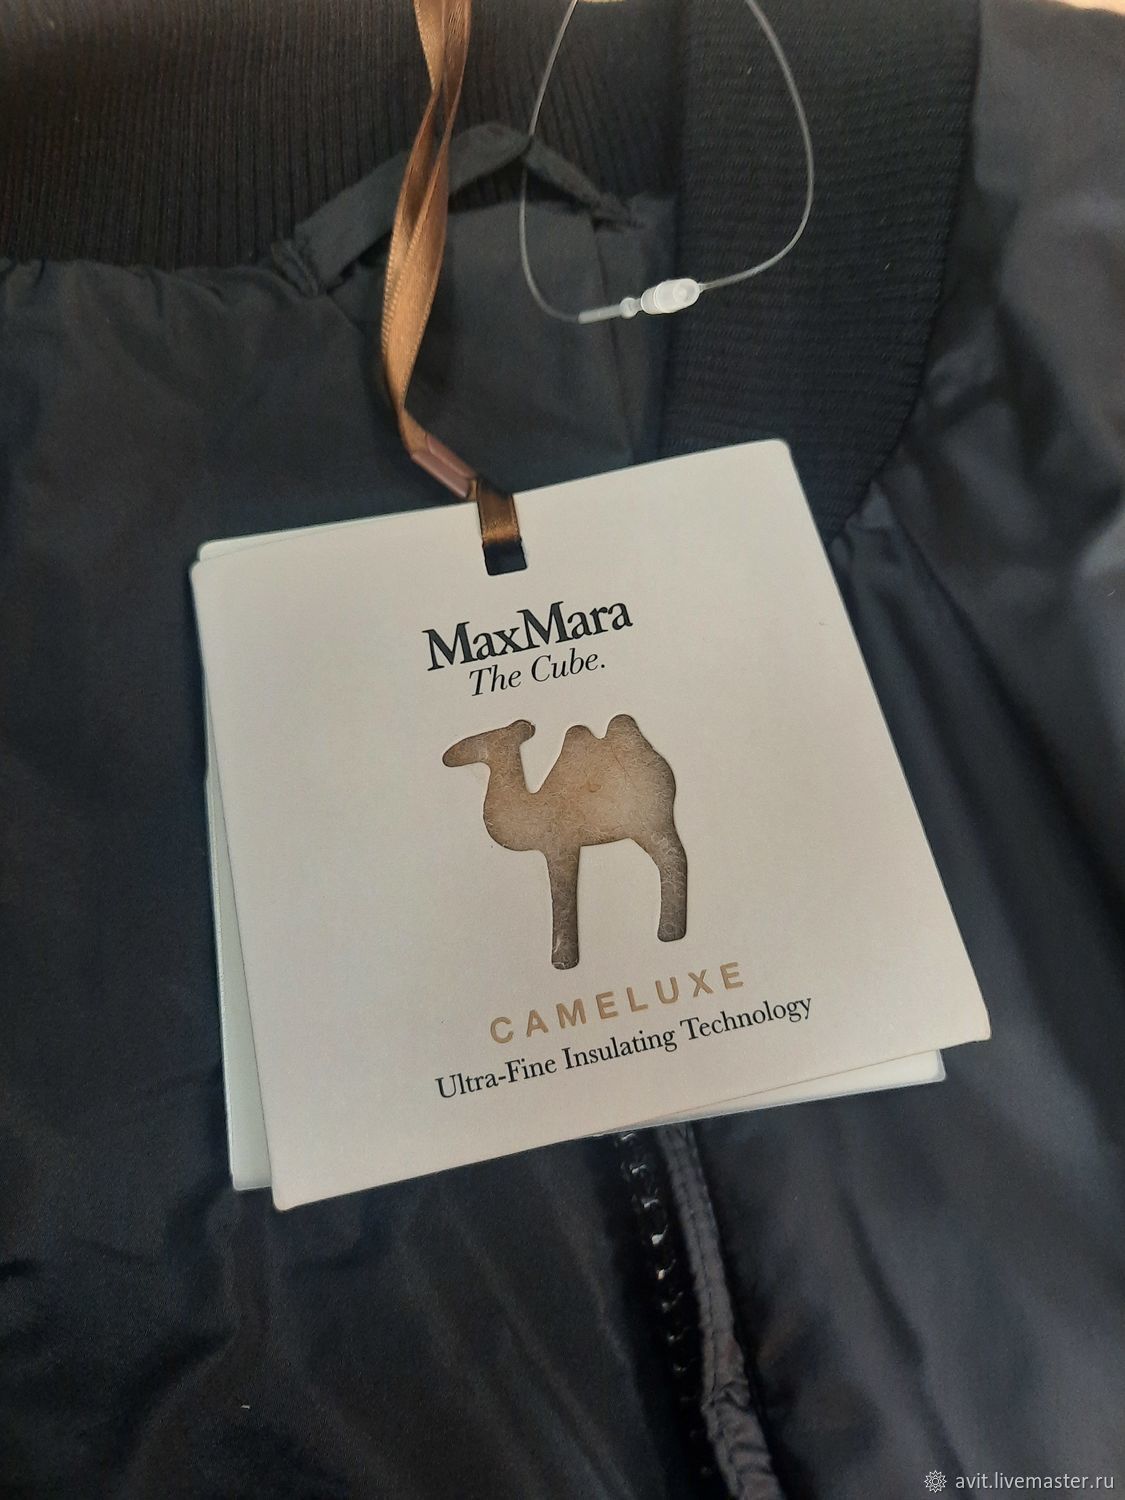 MaxMara
The Cube.
CAMELUXE
Ultra-Fine Insulating Technology
avit.livemaster.ru